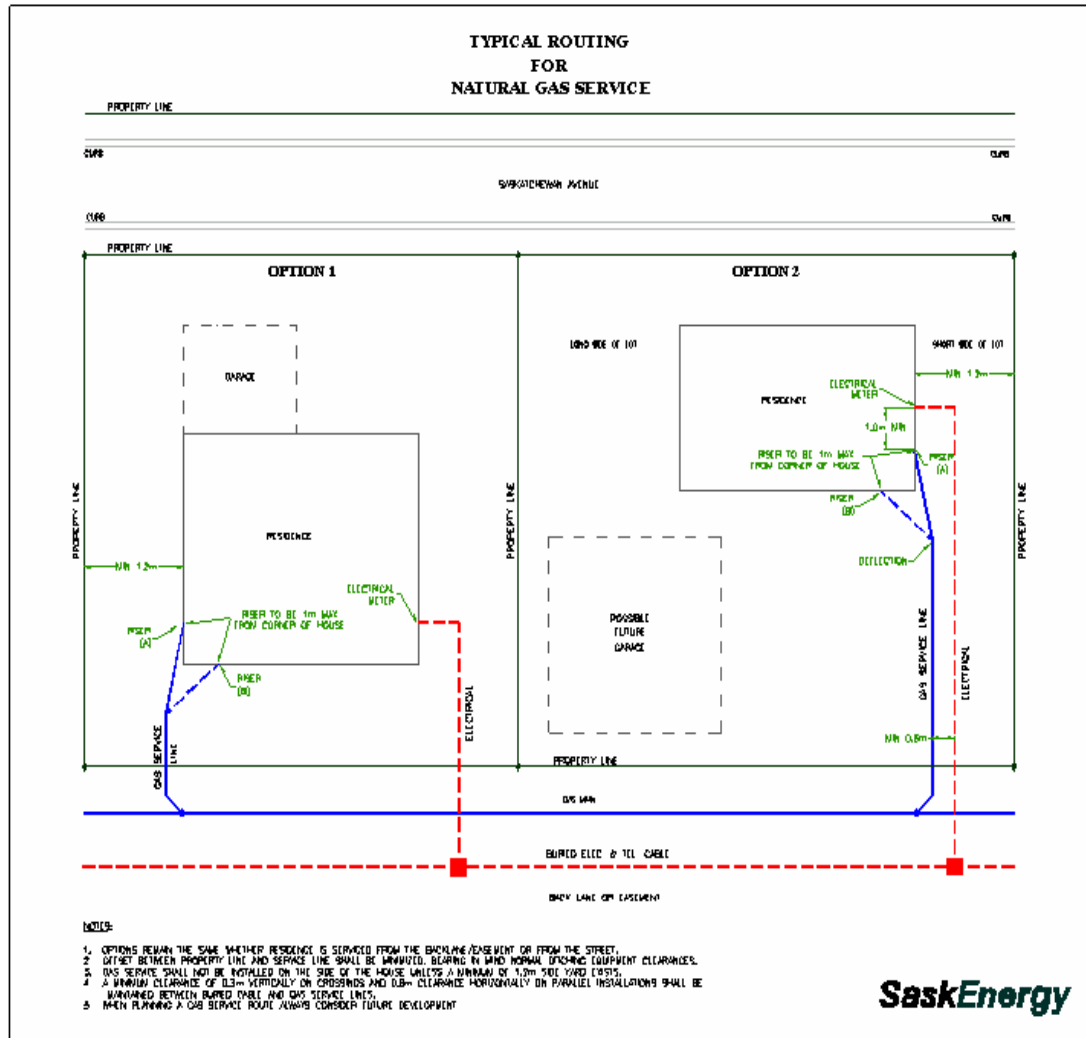 TYPICAL ROUTING
FOR
NATURAL GAS SERVICE
PROPERTY LINE
CURB
CURB
SASKATCHEWAN AVENUE
CURB
CURB
PROPERTY LINE
OPTION 1
OPTION 2
LONG SIDE OF LOT
SHORT SIDE OF LOT
GARAGE
MIN 1.2m
ELECTRICAL
METER
RESIDENCE
1.0m MIN
RISER TO BE 1m MAX
FROM CORNER OF HOUSE
RISER
(A)
RISER
(B)
PROPERTY LINE
PROPERTY LINE
PROPERTY LINE
RESIDENCE
DEFLECTION
MIN 1.2m
ELECTRICAL
METER
RISER TO BE 1m MAX
FROM CORNER OF HOUSE
RISER
(A)
RISER
(B)
POSSIBLE
FUTURE
GARAGE
GAS SERVICE LINE
ELECTRICAL
ELECTRICAL
GAS SERVICE
LINE
MIN 0.6m
PROPERTY LINE
GAS MAIN
BURIED ELEC & TEL CABLE
BACK LANE OR EASEMENT
NOTES:
1. OPTIONS REMAIN THE SAME WHETHER RESIDENCE IS SERVICED FROM THE BACKLANE/EASEMENT OR FROM THE STREET.
2 OFFSET BETWEEN PROPERTY LINE AND SERVICE LINE SHALL BE MINIMIZED, BEARING IN MIND NORMAL DITCHING EQUIPMENT CLEARANCES.
3. GAS SERVICE SHALL NOT BE INSTALLED ON THE SIDE OF THE HOUSE UNLESS A MINIMUM OF 1.2m SIDE YARD EXISTS.
4 A MINIMUM CLEARANCE OF 0.3m VERTICALLY ON CROSSINGS AND 0.6m CLEARANCE HORIZONTALLY ON PARALLEL INSTALLATIONS SHALL BE
MAINTAINED BETWEEN BURIED CABLE AND GAS SERVICE LINES.
5 WHEN PLANNING A GAS SERVICE ROUTE ALWAYS CONSIDER FUTURE DEVELOPMENT
SaskEnergy